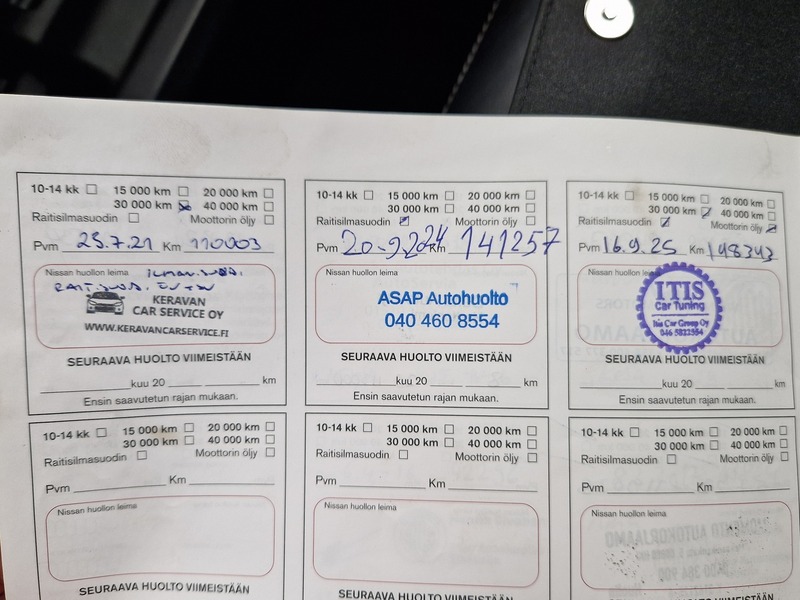 10-14 kk 15 000 km 20 000 km
30 000 km 40 000 km
Raitisilmasuodin Moottorin öljy
Pvm 25.7.21 Km 110003
Nissan huollon leima
KERAVAN
CAR SERVICE OY
WWW.KERAVANCARSERVICE.FI
SEURAAVA HUOLTO VIIMEISTÄÄN
kuu 20 km
Ensin saavutetun rajan mukaan.
10-14 kk 15 000 km 20 000 km
30 000 km 40 000 km
Raitisilmasuodin Moottorin öljy
Pvm 20-9.2024 Km 141257
Nissan huollon leima
ASAP Autohuolto
040 460 8554
SEURAAVA HUOLTO VIIMEISTÄÄN
kuu 20 km
Ensin saavutetun rajan mukaan.
10-14 kk 15 000 km 20 000 km
30 000 km 40 000 km
Raitisilmasuodin Moottorin öljy
Pvm 16.9.25 Km 148343
Nissan huollon
ITIS
Car Tuning
Car Group Oy
046 5822554
SEURAAVA HUOLTO VIIMEISTÄÄN
kuu 20 km
Ensin saavutetun rajan mukaan.
10-14 kk 15 000 km 20 000 km
30 000 km 40 000 km
Raitisilmasuodin Moottorin öljy
Pvm Km
Nissan huollon leima
SEURAAVA HUOLTO VIIMEISTÄÄN
10-14 kk 15 000 km 20 000 km
30 000 km 40 000 km
Raitisilmasuodin Moottorin öljy
Pvm Km
Nissan huollon leima
SEURAAVA HUOLTO VIIMEISTÄÄN
10-14 kk 15 000 km 20 000 km
30 000 km 40 000 km
Raitisilmasuodin Moottorin öljy
Pvm Km
Nissan huollon leima
SEURAAVA HUOLTO VIIMEISTÄÄN